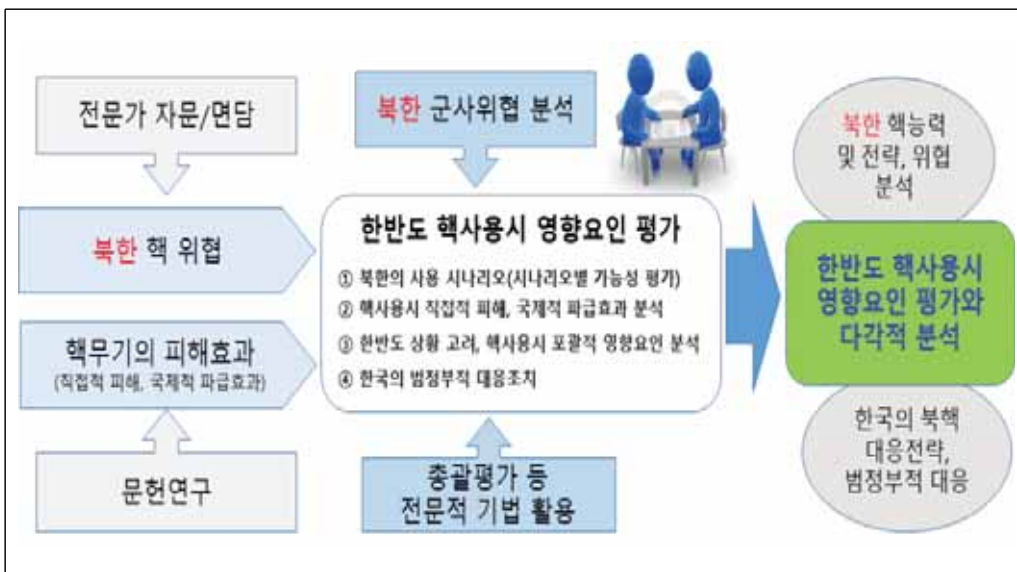 전문가 자문/면담
북한 군사위협 분석
북한 핵능력
및 전략, 위협
분석
북한 핵 위협
핵무기의 피해효과
(직접적 피해, 국제적 파급효과)
문헌연구
한반도 핵사용시 영향요인 평가
① 북한의 사용 시나리오(시나리오별 가능성 평가)
② 핵사용시 직접적 피해, 국제적 파급효과 분석
③ 한반도 상황 고려, 핵사용시 포괄적 영향요인 분석
④ 한국의 범정부적 대응조치
총괄평가 등
전문적 기법 활용
한반도 핵사용시
영향요인 평가와
다각적 분석
한국의 북핵
대응전략,
범정부적 대응